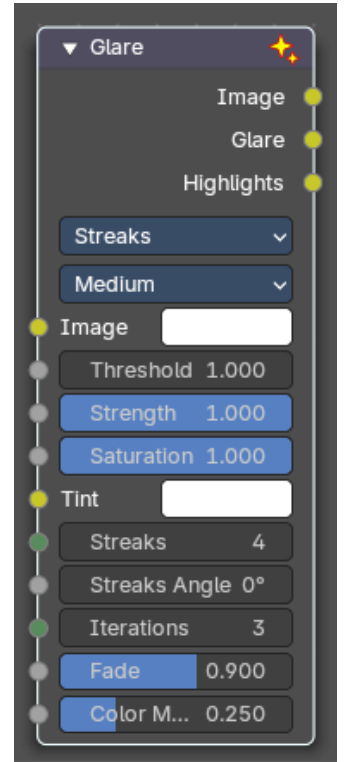 Glare
Image
Glare
Highlights
Streaks
Medium
Image
Threshold 1.000
Strength 1.000
Saturation 1.000
Tint
Streaks 4
Streaks Angle 0°
Iterations 3
Fade 0.900
Color M... 0.250